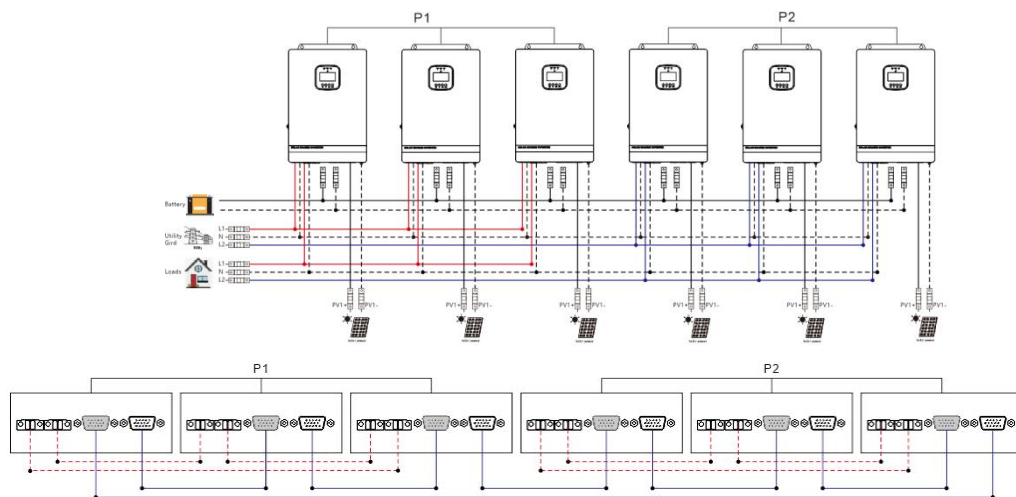 P1 P2
Battery
Utility
Gird
L1
N
L2
Loads
L1
N
L2
PV1+ PV1- PV1+ PV1- PV1+ PV1- PV1+ PV1- PV1+ PV1- PV1+ PV1-
P1 P2